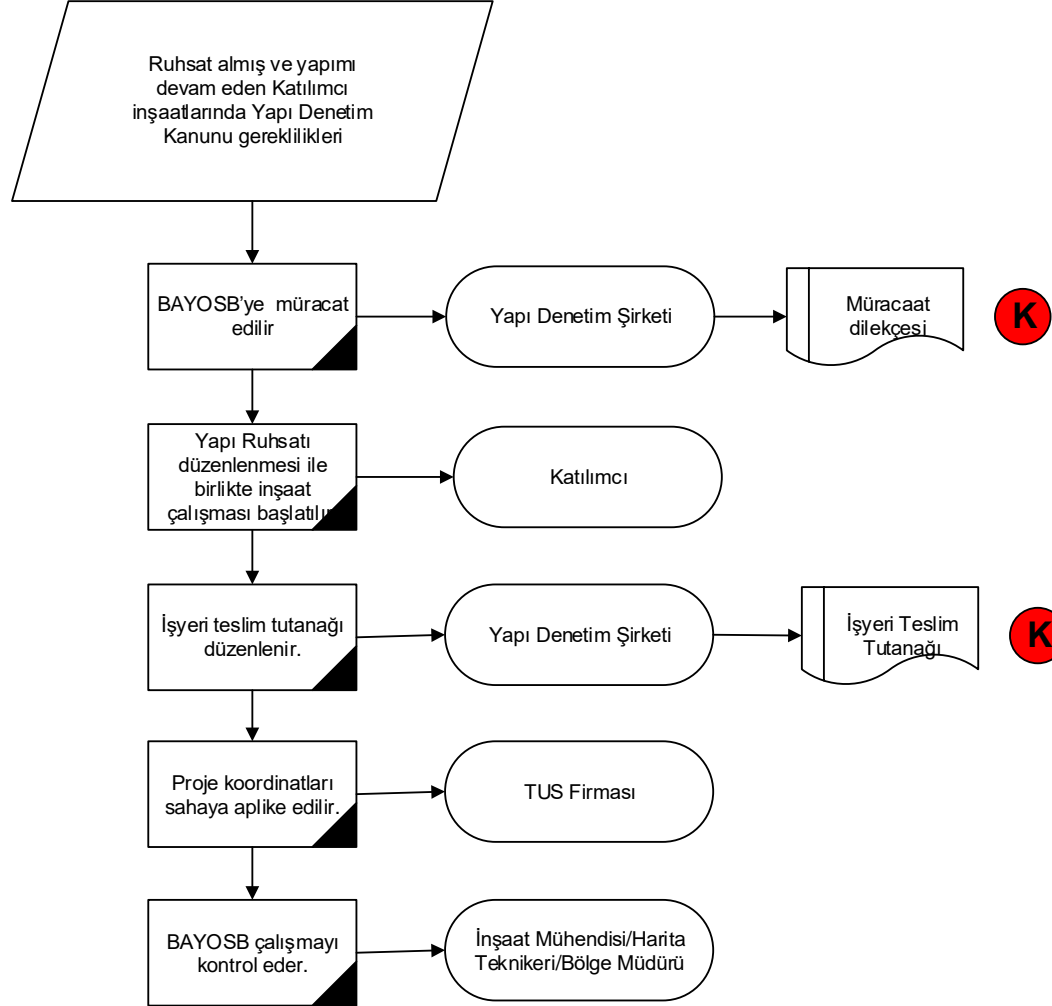 Ruhsat almış ve yapımı
devam eden Katılımcı
inşaatlarında Yapı Denetim
Kanunu gereklilikleri
BAYOSB’ye müracat
edilir
Yapı Denetim Şirketi
Müracaat
dilekçesi
K
Yapı Ruhsatı
düzenlenmesi ile
birlikte inşaat
çalışması
Katılımcı
İşyeri teslim tutanağı
düzenlenir.
Yapı Denetim Şirketi
İşyeri Teslim
Tutanağı
K
Proje koordinatları
sahaya aplike edilir.
TUS Firması
BAYOSB çalışmayı
kontrol eder.
İnşaat Mühendisi/Harita
Teknikeri/Bölge Müdürü